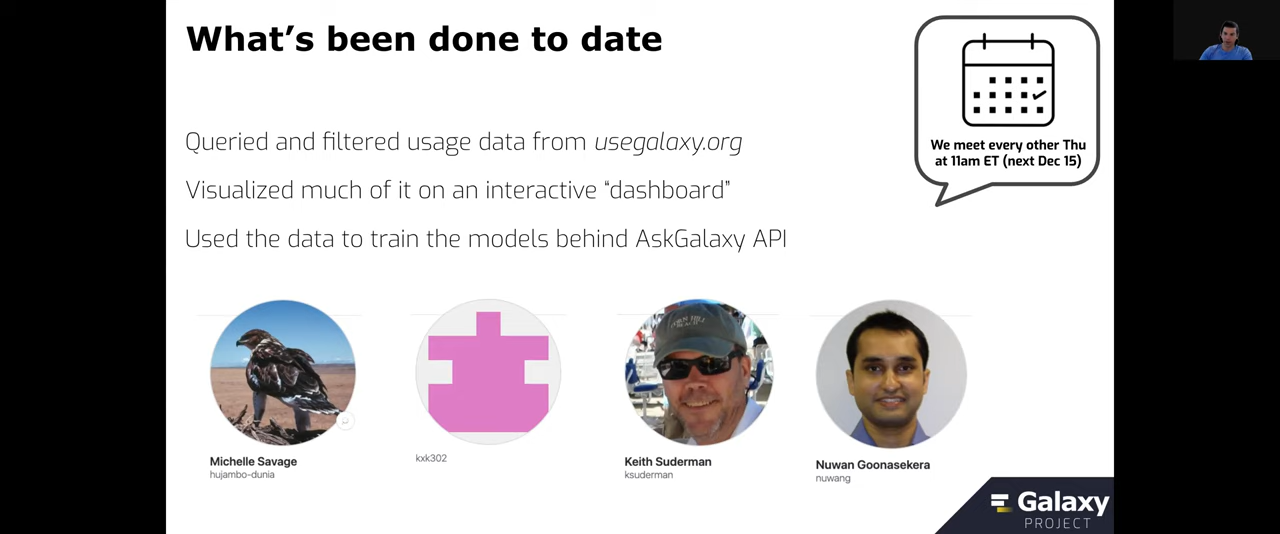 What's been done to date
We meet every other Thu
at 11am ET (next Dec 15)
Queried and filtered usage data from usegalaxy.org
Visualized much of it on an interactive “dashboard”
Used the data to train the models behind AskGalaxy API
Michelle Savage
hujambo-dunia
kxk302
Keith Suderman
ksuderman
Nuwan Goonasekera
nuwang
Galaxy
PROJECT